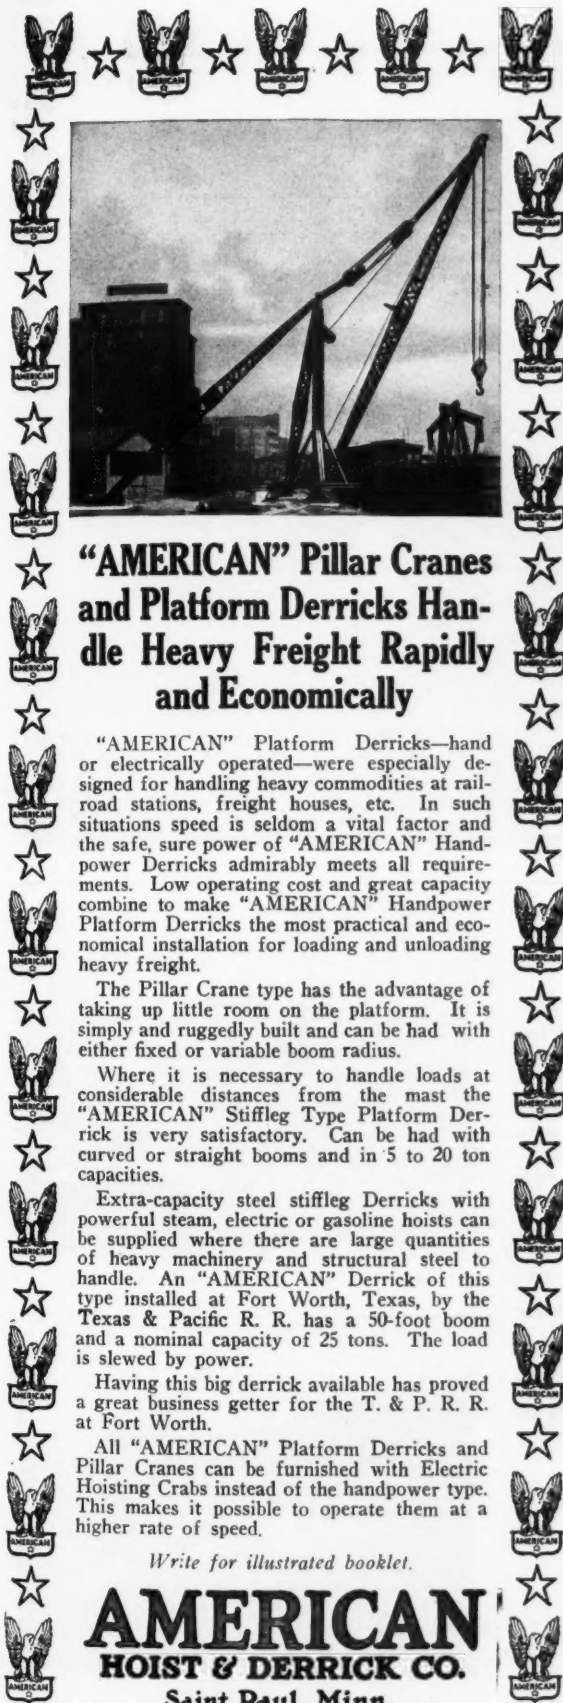 AMERICAN AMERICAN AMERICAN AMERICAN AMERICAN
"AMERICAN" Pillar Cranes
and Platform Derricks Han-
dle Heavy Freight Rapidly
and Economically
"AMERICAN" Platform Derricks—hand
or electrically operated—were especially de-
signed for handling heavy commodities at rail-
road stations, freight houses, etc. In such
situations speed is seldom a vital factor and
the safe, sure power of "AMERICAN" Hand-
power Derricks admirably meets all require-
ments. Low operating cost and great capacity
combine to make "AMERICAN" Handpower
Platform Derricks the most practical and eco-
nomical installation for loading and unloading
heavy freight.
The Pillar Crane type has the advantage of
taking up little room on the platform. It is
simply and ruggedly built and can be had with
either fixed or variable boom radius.
Where it is necessary to handle loads at
considerable distances from the mast the
"AMERICAN" Stiffleg Type Platform Der-
rick is very satisfactory. Can be had with
curved or straight booms and in 5 to 20 ton
capacities.
Extra-capacity steel stiffleg Derricks with
powerful steam, electric or gasoline hoists can
be supplied where there are large quantities
of heavy machinery and structural steel to
handle. An "AMERICAN" Derrick of this
type installed at Fort Worth, Texas, by the
Texas & Pacific R. R. has a 50-foot boom
and a nominal capacity of 25 tons. The load
is slewed by power.
Having this big derrick available has proved
a great business getter for the T. & P. R. R.
at Fort Worth.
All "AMERICAN" Platform Derricks and
Pillar Cranes can be furnished with Electric
Hoisting Crabs instead of the handpower type.
This makes it possible to operate them at a
higher rate of speed.
Write for illustrated booklet.
AMERICAN
HOIST & DERRICK CO.
Saint Paul, Minn.